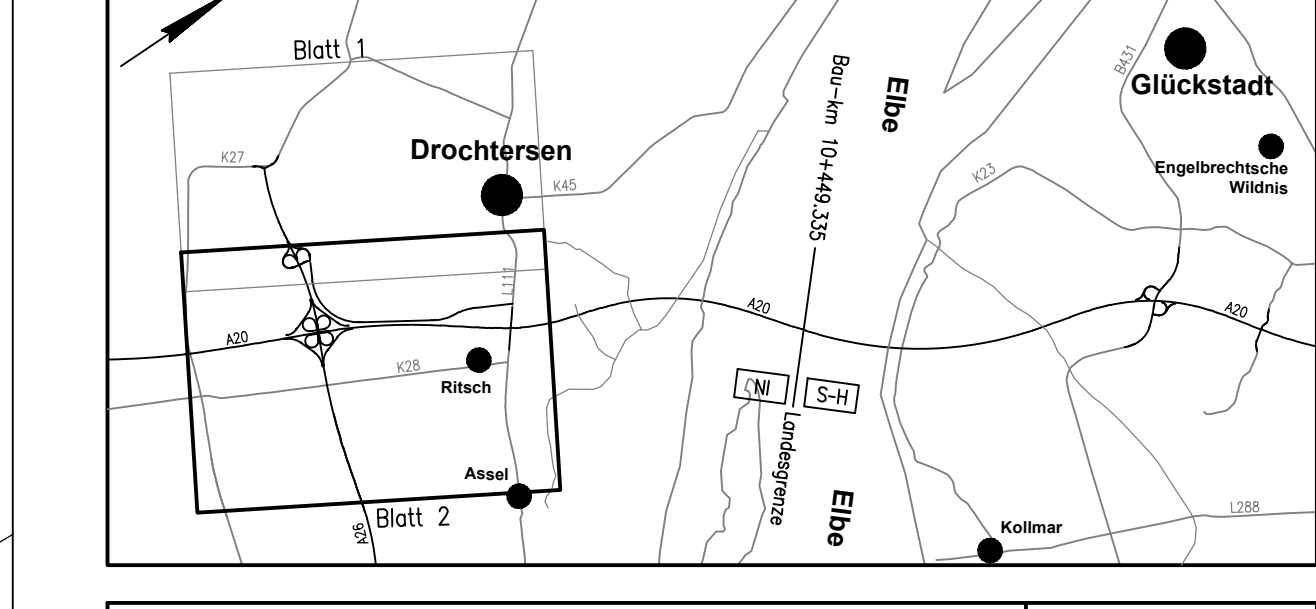 Blatt 1
Bau-km 10+449.335
Elbe
B431
Glückstadt
Drochtersen
K27
K45
K23
Engelbrechtsche
Wildnis
L111
A20
A20
A20
K28
Ritsch
NI
S-H
Landesgrenze
Assel
Blatt 2
A26
Elbe
Kollmar
L288